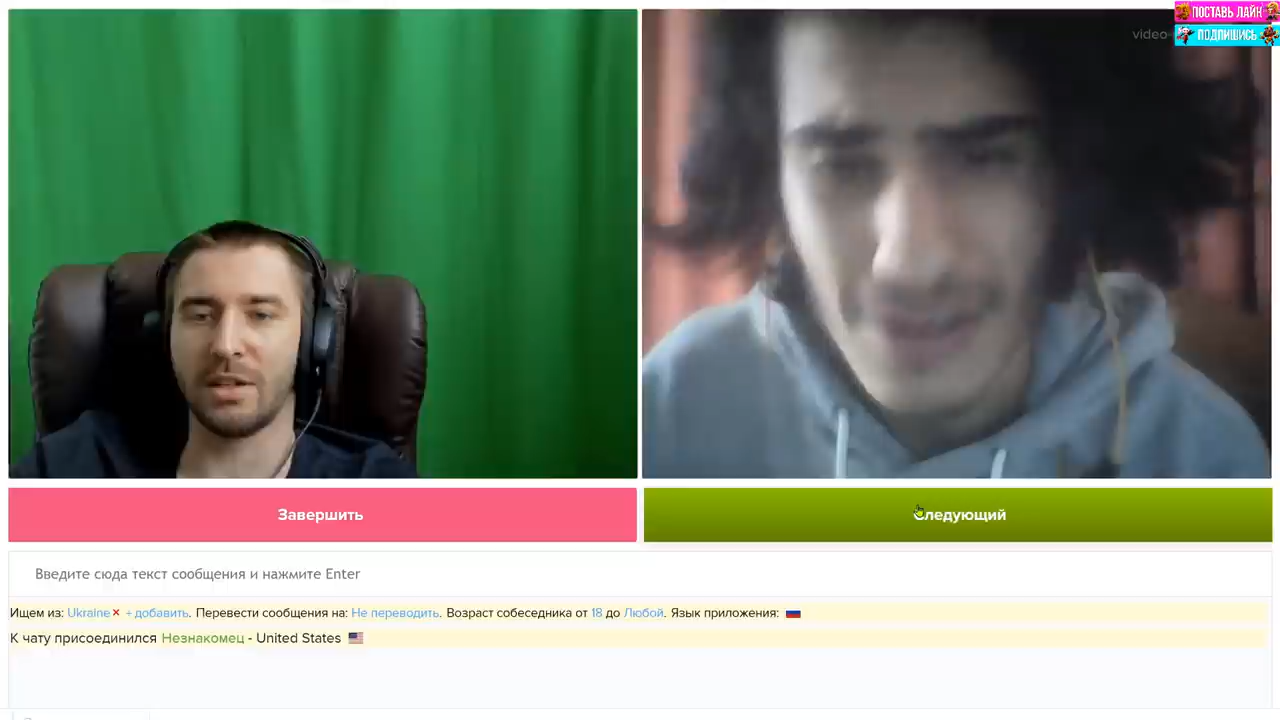 ПОСТАВЬ ЛАЙК
video-
ПОДПИШИСЬ
Завершить
Следующий
Введите сюда текст сообщения и нажмите Enter
Ищем из: Ukraine× + добавить. Перевести сообщения на: Не переводить. Возраст собеседника от 18 до Любой. Язык приложения:
К чату присоединился Незнакомец - United States